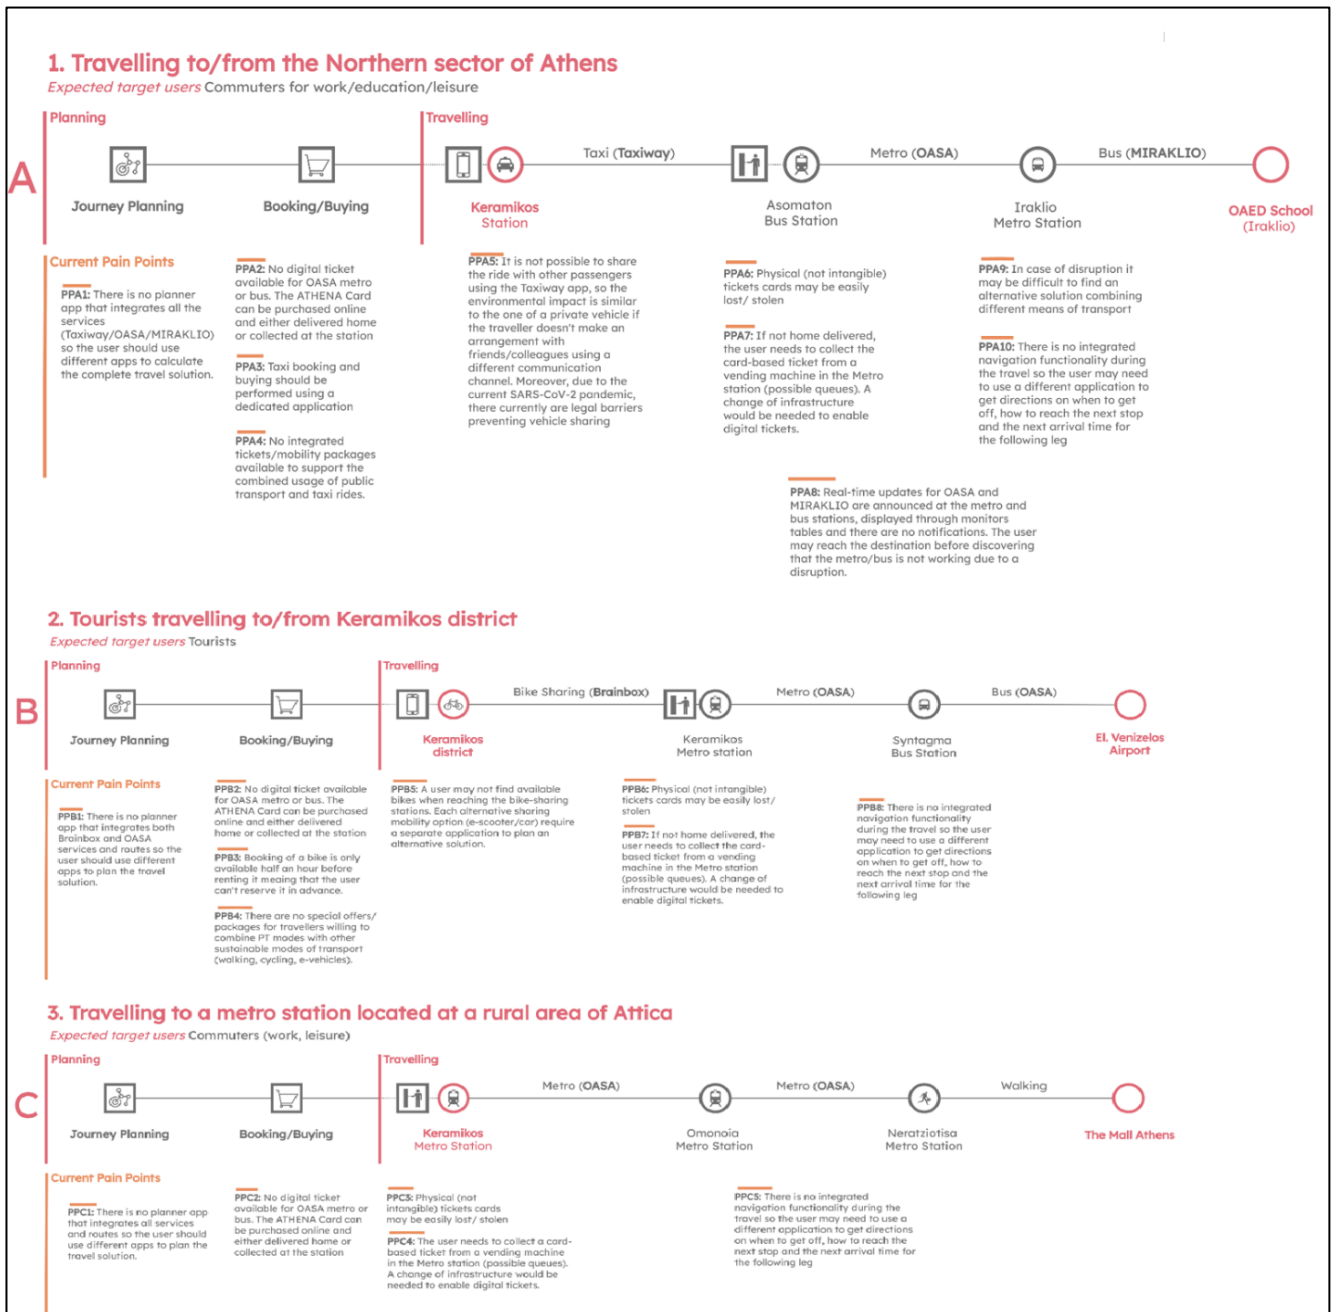 1. Travelling to/from the Northern sector of Athens
Expected target users Commuters for work/education/leisure
A
Planning
Travelling
Taxi (Taxiway)
Metro (OASA)
Bus (MIRAKLIO)
Journey Planning
Booking/Buying
Keramikos
Station
Asomaton
Bus Station
Iraklio
Metro Station
OAED School
(Iraklio)
Current Pain Points
PPA1: There is no planner
app that integrates all the
services
(Taxiway/OASA/MIRAKLIO)
so the user should use
different apps to calculate
the complete travel solution.
PPA2: No digital ticket
available for OASA metro
or bus. The ATHENA Card
can be purchased online
and either delivered home
or collected at the station
PPA3: Taxi booking and
buying should be
performed using a
dedicated application
PPA4: No integrated
tickets/mobility packages
available to support the
combined usage of public
transport and taxi rides.
PPA5: It is not possible to share
the ride with other passengers
using the Taxiway app, so the
environmental impact is similar
to the one of a private vehicle if
the traveller doesn't make an
arrangement with
friends/colleagues using a
different communication
channel. Moreover, due to the
current SARS-CoV-2 pandemic,
there currently are legal barriers
preventing vehicle sharing
PPA6: Physical (not intangible)
tickets cards may be easily
lost/ stolen
PPA7: If not home delivered,
the user needs to collect the
card-based ticket from a
vending machine in the Metro
station (possible queues). A
change of infrastructure
would be needed to enable
digital tickets.
PPA8: Real-time updates for OASA and
MIRAKLIO are announced at the metro and
bus stations, displayed through monitors
tables and there are no notifications. The user
may reach the destination before discovering
that the metro/bus is not working due to a
disruption.
PPA9: In case of disruption it
may be difficult to find an
alternative solution combining
different means of transport
PPA10: There is no integrated
navigation functionality during
the travel so the user may need
to use a different application to
get directions on when to get
off, how to reach the next stop
and the next arrival time for
the following leg
2. Tourists travelling to/from Keramikos district
Expected target users Tourists
B
Planning
Travelling
Bike Sharing (Brainbox)
Metro (OASA)
Bus (OASA)
Journey Planning
Booking/Buying
Keramikos
district
Keramikos
Metro station
Syntagma
Bus Station
El. Venizelos
Airport
Current Pain Points
PPB1: There is no planner
app that integrates both
Brainbox and OASA
services and routes so the
user should use different
apps to plan the travel
solution.
PPB2: No digital ticket available
for OASA metro or bus. The
ATHENA Card can be purchased
online and either delivered
home or collected at the station
PPB3: Booking of a bike is only
available half an hour before
renting it meaing that the user
can't reserve it in advance.
PPB4: There are no special offers/
packages for travellers willing to
combine PT modes with other
sustainable modes of transport
(walking, cycling, e-vehicles).
PPB5: A user may not find available
bikes when reaching the bike-sharing
stations. Each alternative sharing
mobility option (e-scooter/car) require
a separate application to plan an
alternative solution.
PPB6: Physical (not intangible)
tickets cards may be easily lost/
stolen
PPB7: If not home delivered, the
user needs to collect the card-
based ticket from a vending
machine in the Metro station
(possible queues). A change of
infrastructure would be needed to
enable digital tickets.
PPB8: There is no integrated
navigation functionality
during the travel so the user
may need to use a different
application to get directions
on when to get off, how to
reach the next stop and the
next arrival time for the
following leg
3. Travelling to a metro station located at a rural area of Attica
Expected target users Commuters (work, leisure)
C
Planning
Travelling
Metro (OASA)
Metro (OASA)
Walking
Journey Planning
Booking/Buying
Keramikos
Metro Station
Omonoia
Metro Station
Neratziotisa
Metro Station
The Mall Athens
Current Pain Points
PPC1: There is no planner app
that integrates all services
and routes so the user should
use different apps to plan the
travel solution.
PPC2: No digital ticket
available for OASA metro or
bus. The ATHENA Card can
be purchased online and
either delivered home or
collected at the station
PPC3: Physical (not
intangible) tickets cards
may be easily lost/ stolen
PPC4: The user needs to collect a card-
based ticket from a vending machine
in the Metro station (possible queues).
A change of infrastructure would be
needed to enable digital tickets.
PPC5: There is no integrated
navigation functionality during the
travel so the user may need to use a
different application to get directions
on when to get off, how to reach the
next stop and the next arrival time for
the following leg